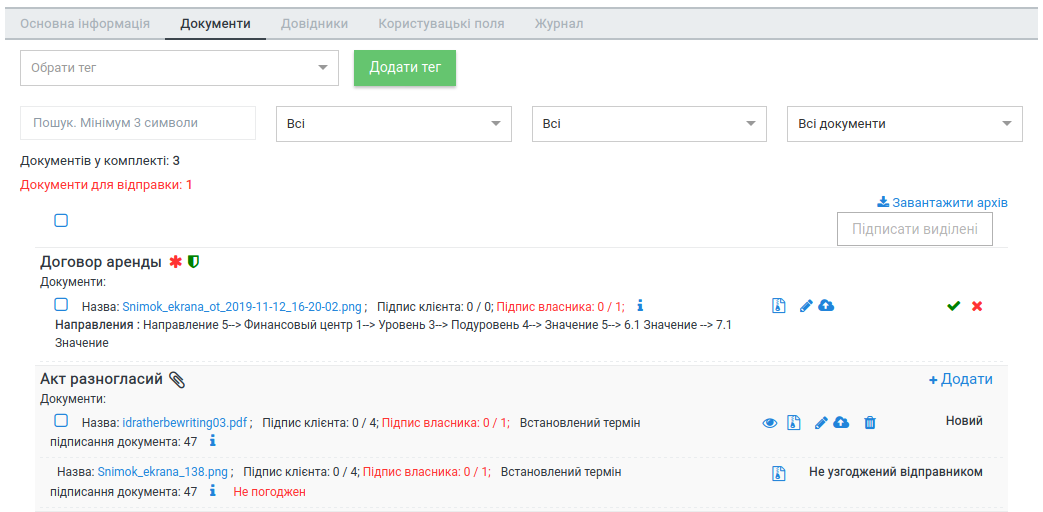 Основна інформація Документи Довідники Користувацькі поля Журнал
Обрати тег Додати тег
Пошук. Мінімум 3 символи Всі Всі Всі документи
Документів у комплекті: 3
Документи для відправки: 1
Завантажити архів
Підписати виділені
Договор аренды
Документи:
Назва: Snimok_ekrana_ot_2019-11-12_16-20-02.png ; Підпис клієнта: 0 / 0; Підпис власника: 0 / 1;
Направления : Направление 5--> Финансовый центр 1--> Уровень 3--> Подуровень 4--> Значение 5--> 6.1 Значение --> 7.1
Значение
Акт разногласий + Додати
Документи:
Назва: idratherbewriting03.pdf ; Підпис клієнта: 0 / 4; Підпис власника: 0 / 1; Встановлений термін Новий
підписання документа: 47
Назва: Snimok_ekrana_138.png ; Підпис клієнта: 0 / 4; Підпис власника: 0 / 1; Встановлений термін Не узгоджений відправником
підписання документа: 47 Не погоджен